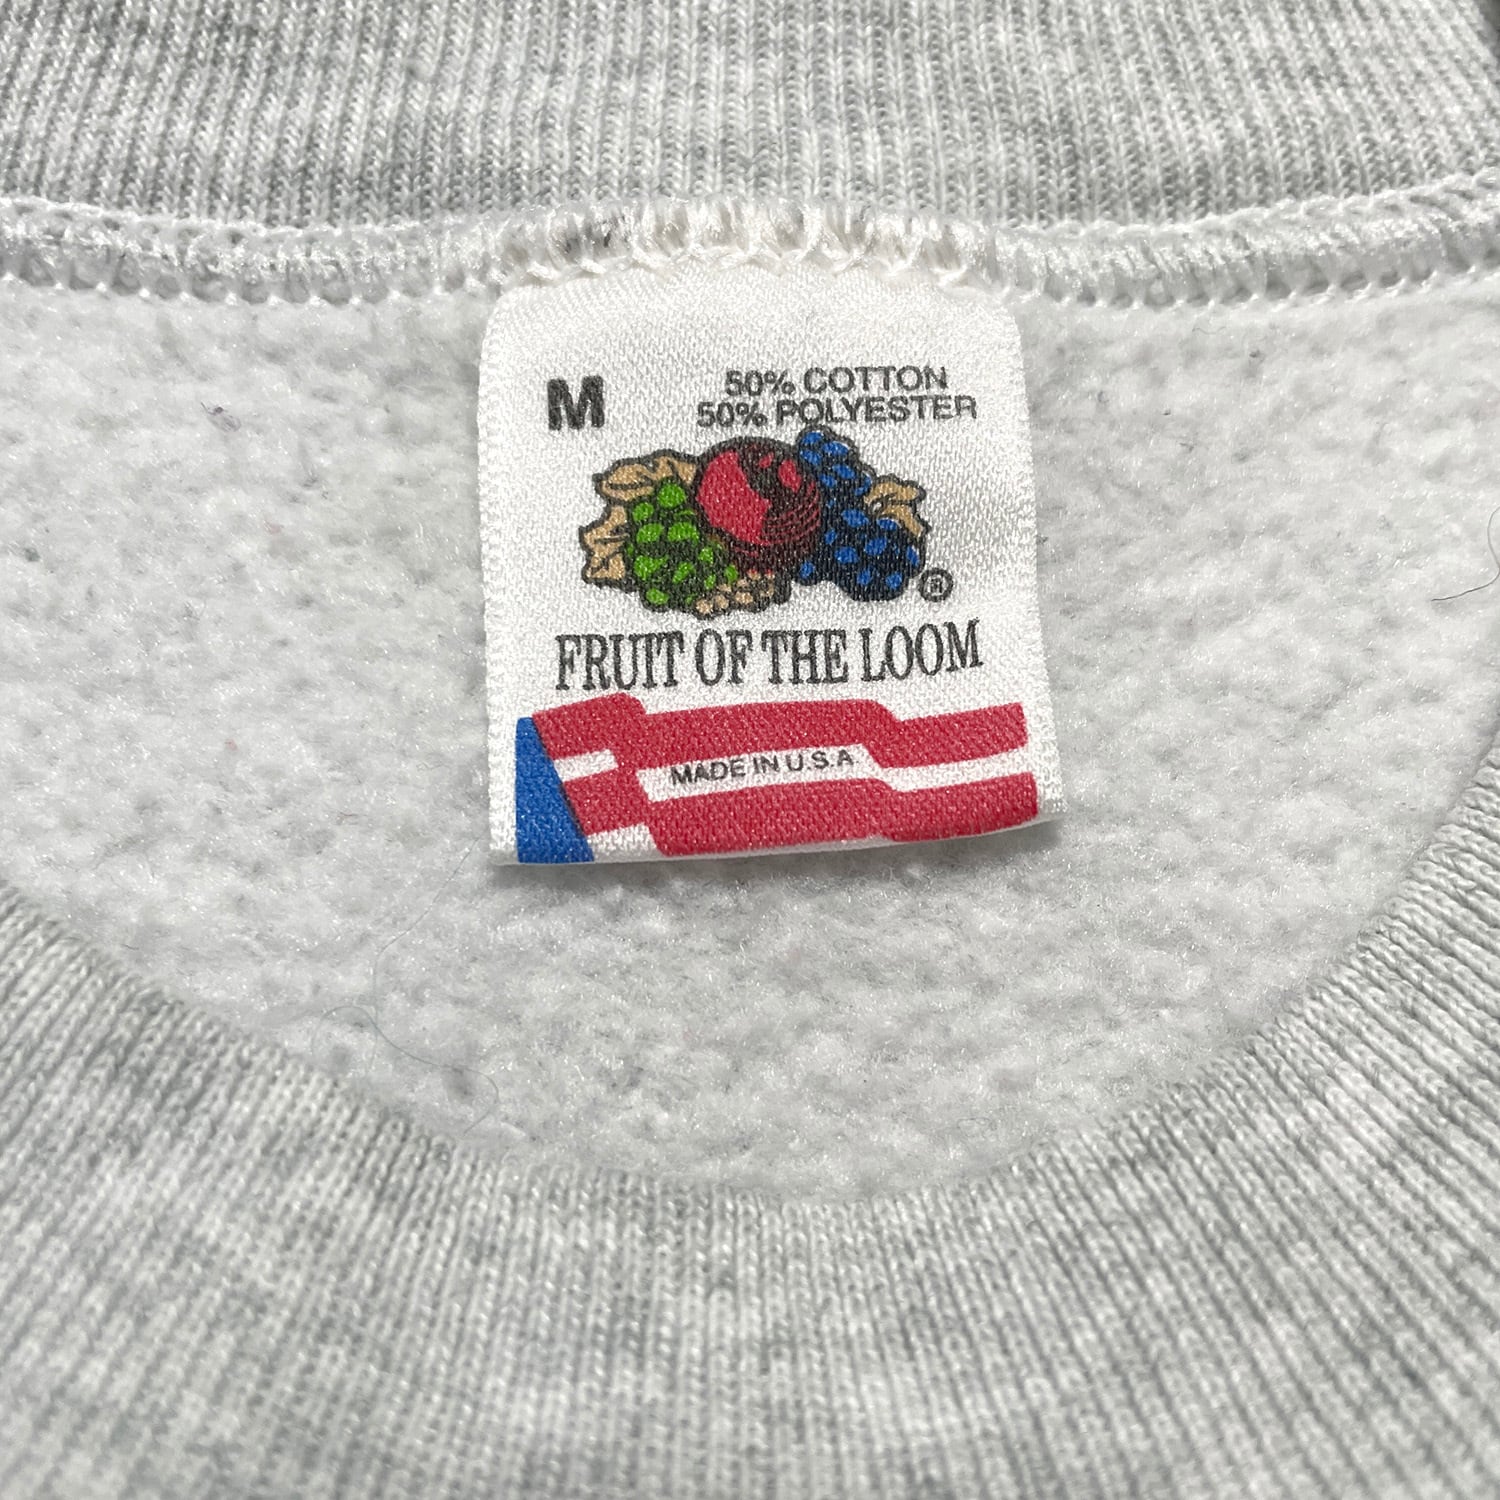 M
50% COTTON
50% POLYESTER
®
FRUIT OF THE LOOM
MADE IN U.S.A